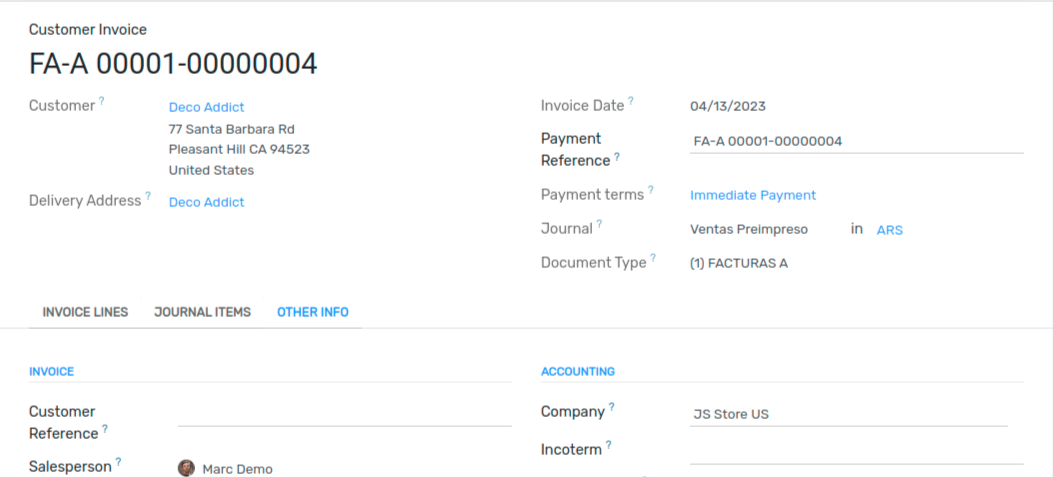 Customer Invoice
FA-A 00001-00000004
Customer ?
Deco Addict
77 Santa Barbara Rd
Pleasant Hill CA 94523
United States
Delivery Address ?
Deco Addict
Invoice Date ?
04/13/2023
Payment
Reference ?
FA-A 00001-00000004
Payment terms ?
Immediate Payment
Journal ?
Ventas Preimpreso in ARS
Document Type ?
(1) FACTURAS A
INVOICE LINES JOURNAL ITEMS OTHER INFO
INVOICE
Customer
Reference ?
Salesperson ?
Marc Demo
ACCOUNTING
Company ?
JS Store US
Incoterm ?